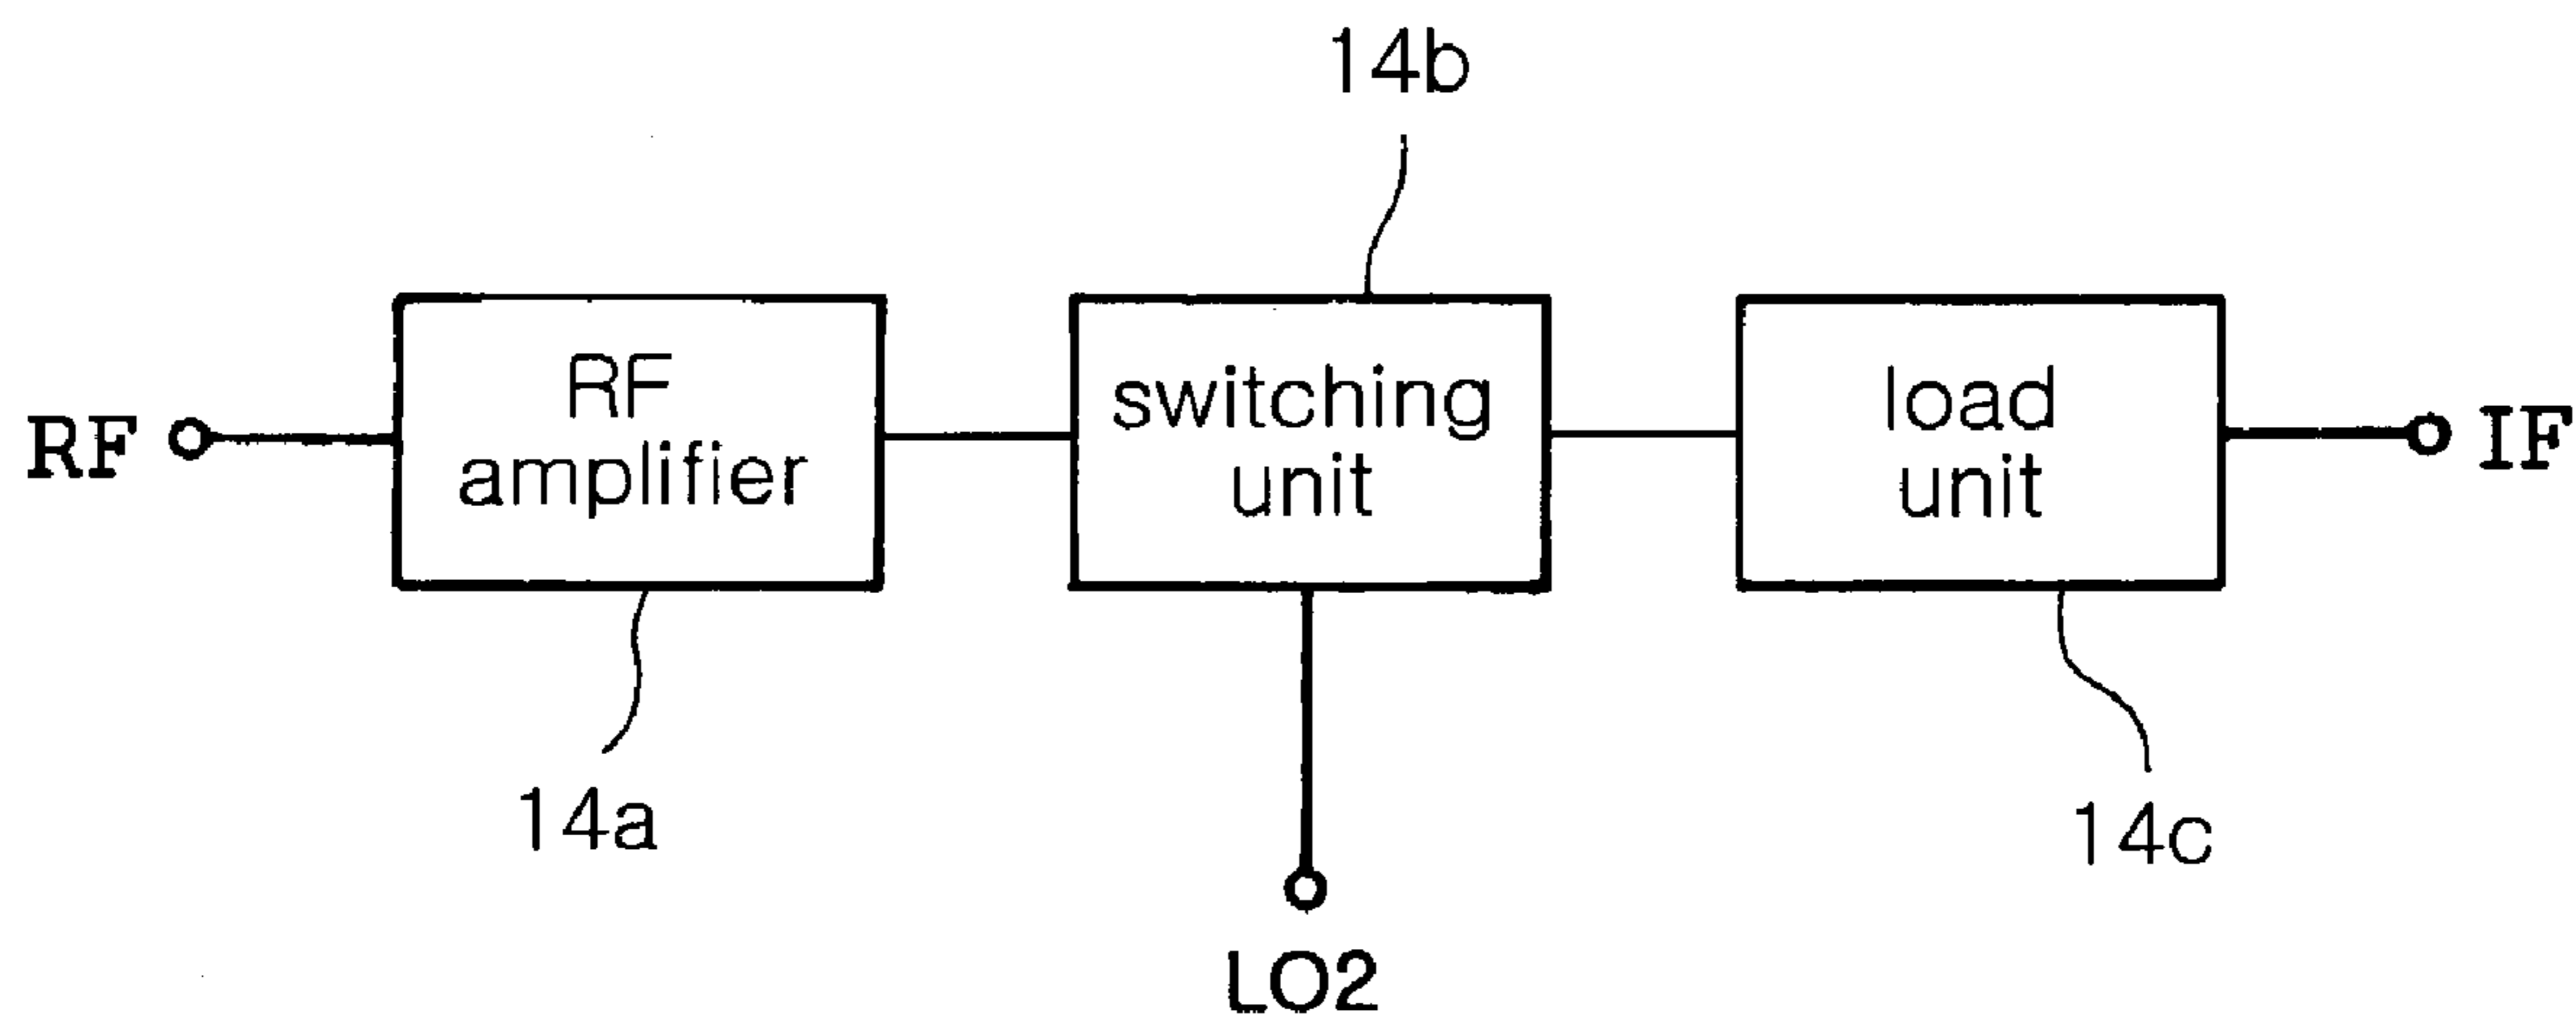 14b
RF
RF
amplifier
switching
unit
load
unit
IF
14a
14c
LO2